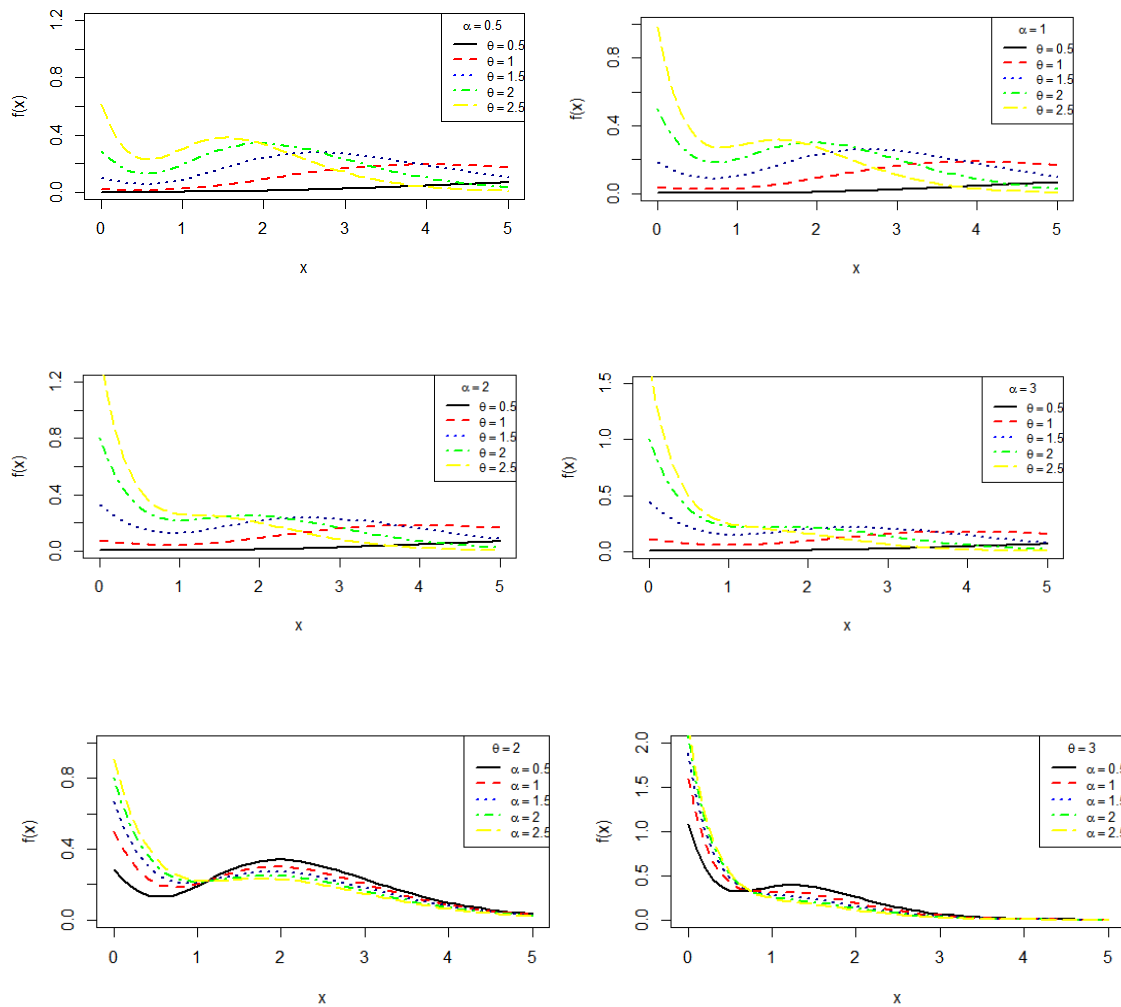 1.2
0.8
0.4
0.0
f(x)
0 1 2 3 4 5
x
α = 0.5
θ = 0.5
θ = 1
θ = 1.5
θ = 2
θ = 2.5
0.8
0.4
0.0
f(x)
0 1 2 3 4 5
x
α = 1
θ = 0.5
θ = 1
θ = 1.5
θ = 2
θ = 2.5
1.2
0.8
0.4
0.0
f(x)
0 1 2 3 4 5
x
α = 2
θ = 0.5
θ = 1
θ = 1.5
θ = 2
θ = 2.5
1.5
1.0
0.5
0.0
f(x)
0 1 2 3 4 5
x
α = 3
θ = 0.5
θ = 1
θ = 1.5
θ = 2
θ = 2.5
0.8
0.4
0.0
f(x)
0 1 2 3 4 5
x
θ = 2
α = 0.5
α = 1
α = 1.5
α = 2
α = 2.5
2.0
1.5
1.0
0.5
0.0
f(x)
0 1 2 3 4 5
x
θ = 3
α = 0.5
α = 1
α = 1.5
α = 2
α = 2.5